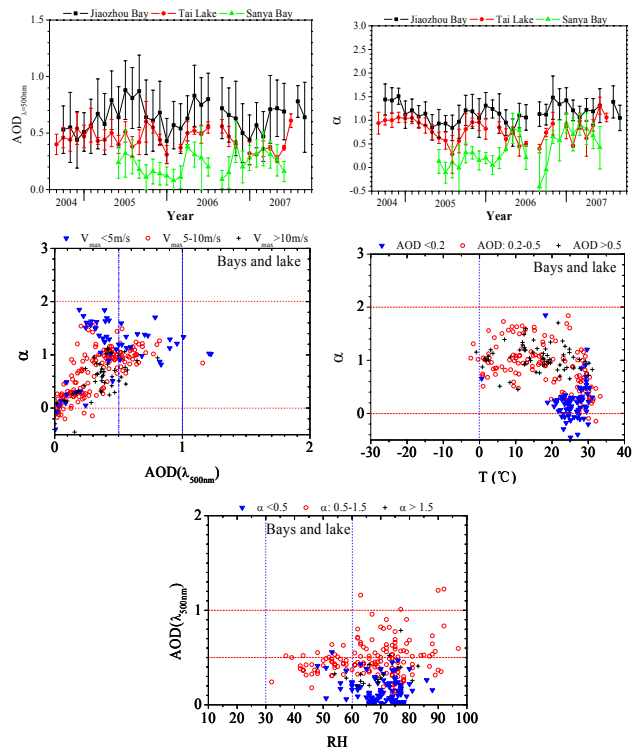 Jiaozhou Bay Tai Lake Sanya Bay
1.5
1.0
0.5
0.0
AODλ=500nm
2004 2005 2006 2007
Year
Jiaozhou Bay Tai Lake Sanya Bay
3.0
2.5
2.0
1.5
1.0
0.5
0.0
-0.5
α
2004 2005 2006 2007
Year
Vmax<5m/s Vmax5-10m/s Vmax>10m/s
Bays and lake
3
2
1
0
α
0 1 2
AOD(λ500nm)
AOD <0.2 AOD: 0.2-0.5 AOD >0.5
Bays and lake
3
2
1
0
α
-30 -20 -10 0 10 20 30 40
T (℃)
α <0.5 α: 0.5-1.5 α > 1.5
Bays and lake
2
1
0
AOD(λ500nm)
10 20 30 40 50 60 70 80 90 100
RH